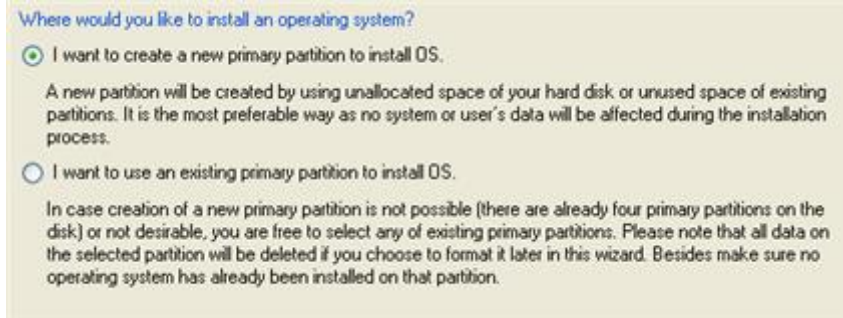 Where would you like to install an operating system?
I want to create a new primary partition to install OS.
A new partition will be created by using unallocated space of your hard disk or unused space of existing
partitions. It is the most preferable way as no system or user's data will be affected during the installation
process.
I want to use an existing primary partition to install OS.
In case creation of a new primary partition is not possible (there are already four primary partitions on the
disk) or not desirable, you are free to select any of existing primary partitions. Please note that all data on
the selected partition will be deleted if you choose to format it later in this wizard. Besides make sure no
operating system has already been installed on that partition.